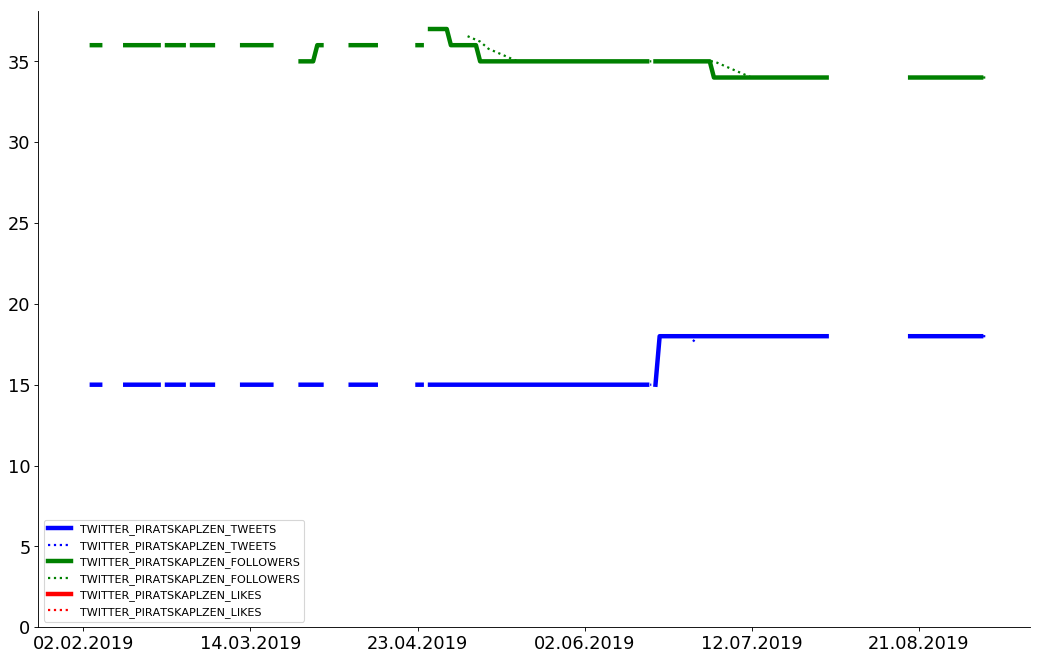 35
30
25
20
15
10
5
0
TWITTER_PIRATSKAPLZEN_TWEETS
TWITTER_PIRATSKAPLZEN_TWEETS
TWITTER_PIRATSKAPLZEN_FOLLOWERS
TWITTER_PIRATSKAPLZEN_FOLLOWERS
TWITTER_PIRATSKAPLZEN_LIKES
TWITTER_PIRATSKAPLZEN_LIKES
02.02.2019 14.03.2019 23.04.2019 02.06.2019 12.07.2019 21.08.2019